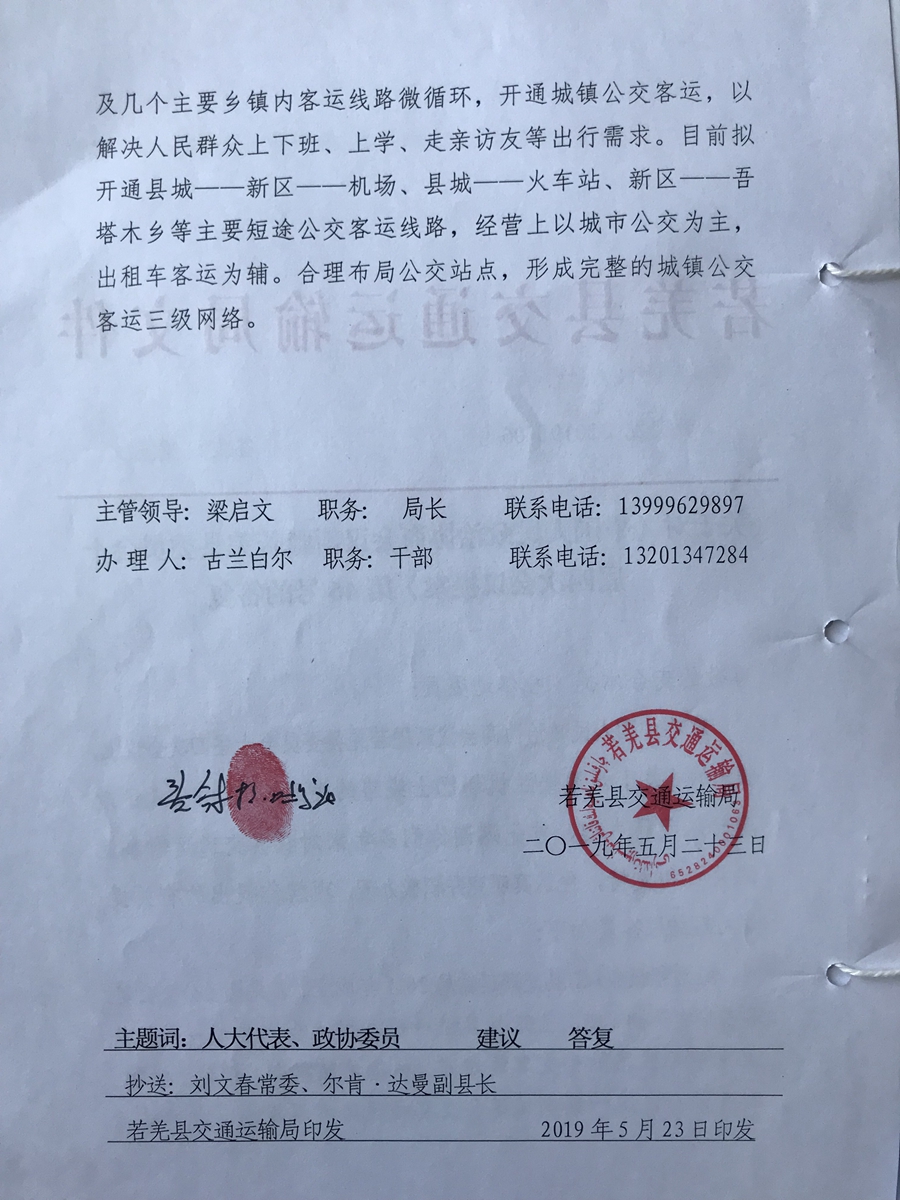 及几个主要乡镇内客运线路微循环，开通城镇公交客运，以
解决人民群众上下班、上学、走亲访友等出行需求。目前拟
开通县城——新区——机场、县城——火车站、新区——吾
塔木乡等主要短途公交客运线路，经营上以城市公交为主，
出租车客运为辅。合理布局公交站点，形成完整的城镇公交
客运三级网络。
若羌县交通运输局文件
主管领导：梁启文 职务： 局长 联系电话：13999629897
办 理 人：古兰白尔 职务：干部 联系电话：13201347284
若羌县交通运输局
若羌县交通运输局
二〇一九年五月二十三日
主题词：人大代表、政协委员 建议 答复
抄送：刘文春常委、尔肯·达曼副县长
若羌县交通运输局印发 2019年5月23日印发